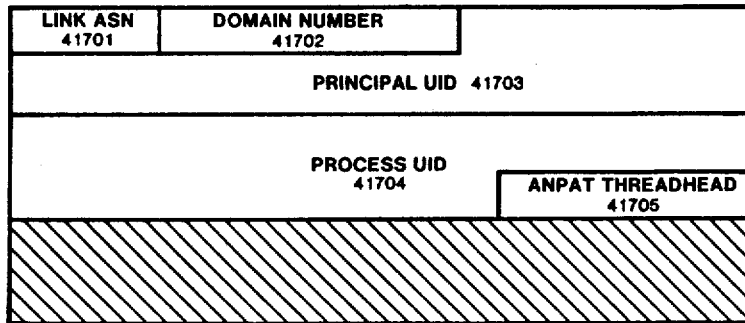 LINK ASN
41701
DOMAIN NUMBER
41702
PRINCIPAL UID 41703
PROCESS UID
41704
ANPAT THREADHEAD
41705